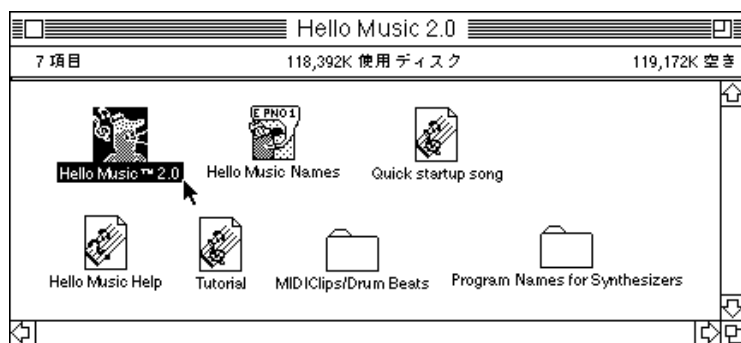 Hello Music 2.0
7 項目 118,392K 使用ディスク 119,172K 空き
E PNO1
Hello Music™ 2.0 Hello Music Names Quick startup song
Hello Music Help Tutorial MIDIClips/Drum Beats Program Names for Synthesizers